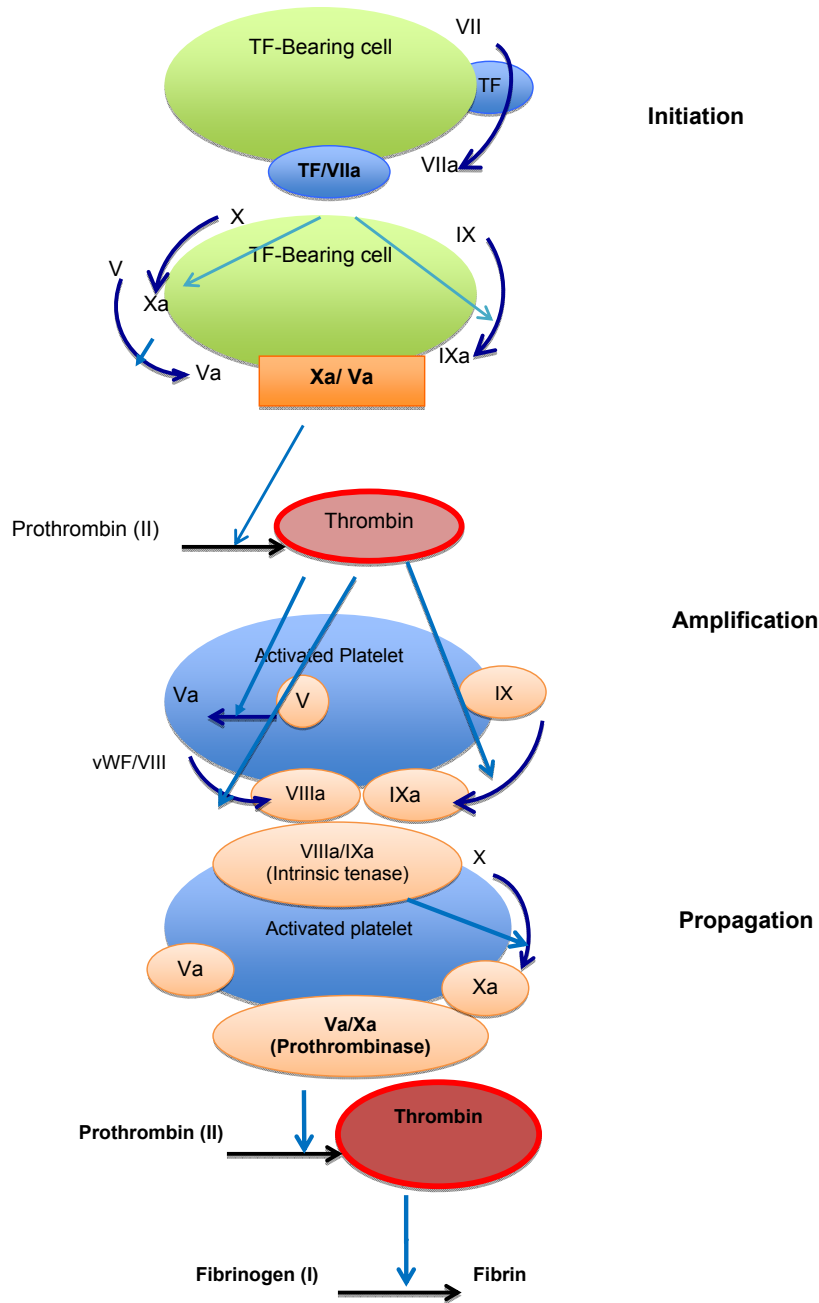 VII
TF-Bearing cell
TF
Initiation
VIIa
TF/VIIa
X
IX
TF-Bearing cell
V
Xa
IXa
Va
Xa/ Va
Thrombin
Prothrombin (II)
Amplification
Activated Platelet
Va
V
IX
vWF/VIII
VIIIa
IXa
VIIIa/IXa
(Intrinsic tenase)
X
Activated platelet
Propagation
Va
Xa
Va/Xa
(Prothrombinase)
Thrombin
Prothrombin (II)
Fibrinogen (I)
Fibrin